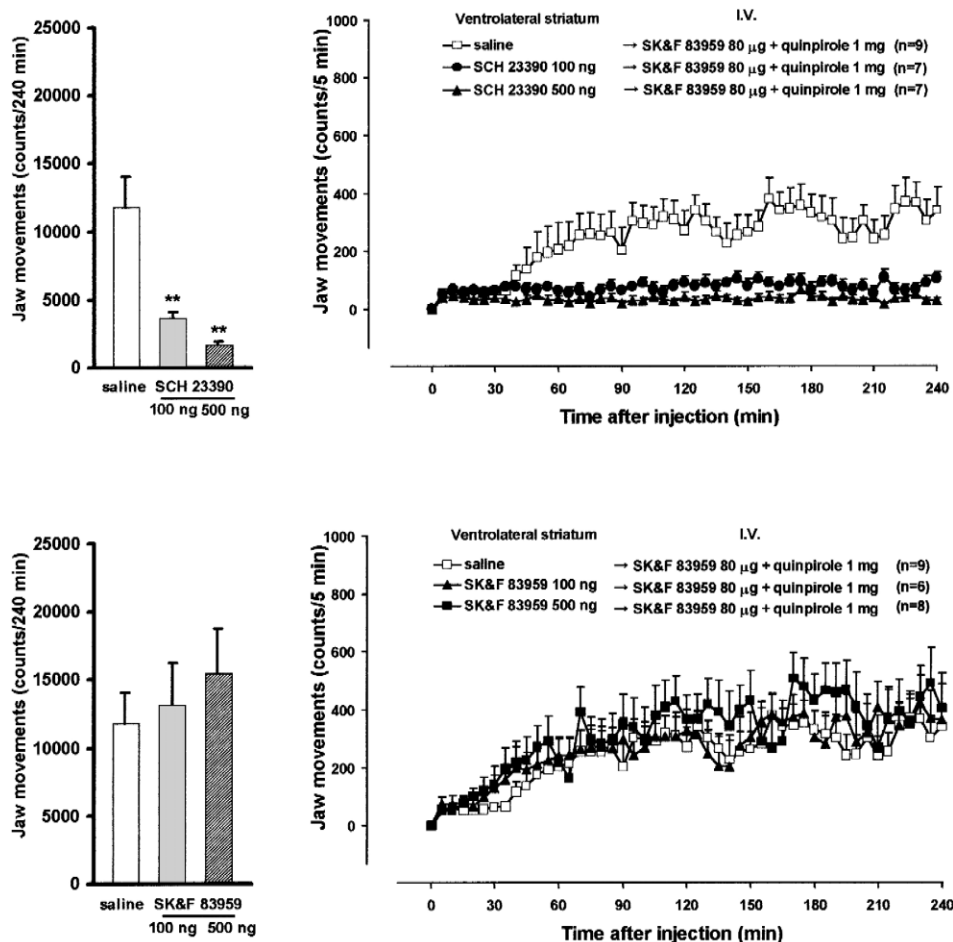 Jaw movements (counts/240 min)
25000
20000
15000
10000
5000
0
**
**
saline SCH 23390
100 ng 500 ng
Jaw movements (counts/5 min)
1000
800
600
400
200
0
Ventrolateral striatum I.V.
saline → SK&F 83959 80 μg + quinpirole 1 mg (n=9)
SCH 23390 100 ng → SK&F 83959 80 μg + quinpirole 1 mg (n=7)
SCH 23390 500 ng → SK&F 83959 80 μg + quinpirole 1 mg (n=7)
0 30 60 90 120 150 180 210 240
Time after injection (min)
Jaw movements (counts/240 min)
25000
20000
15000
10000
5000
0
saline SK&F 83959
100 ng 500 ng
Jaw movements (counts/5 min)
1000
800
600
400
200
0
Ventrolateral striatum I.V.
saline → SK&F 83959 80 μg + quinpirole 1 mg (n=9)
SK&F 83959 100 ng → SK&F 83959 80 μg + quinpirole 1 mg (n=6)
SK&F 83959 500 ng → SK&F 83959 80 μg + quinpirole 1 mg (n=8)
0 30 60 90 120 150 180 210 240
Time after injection (min)